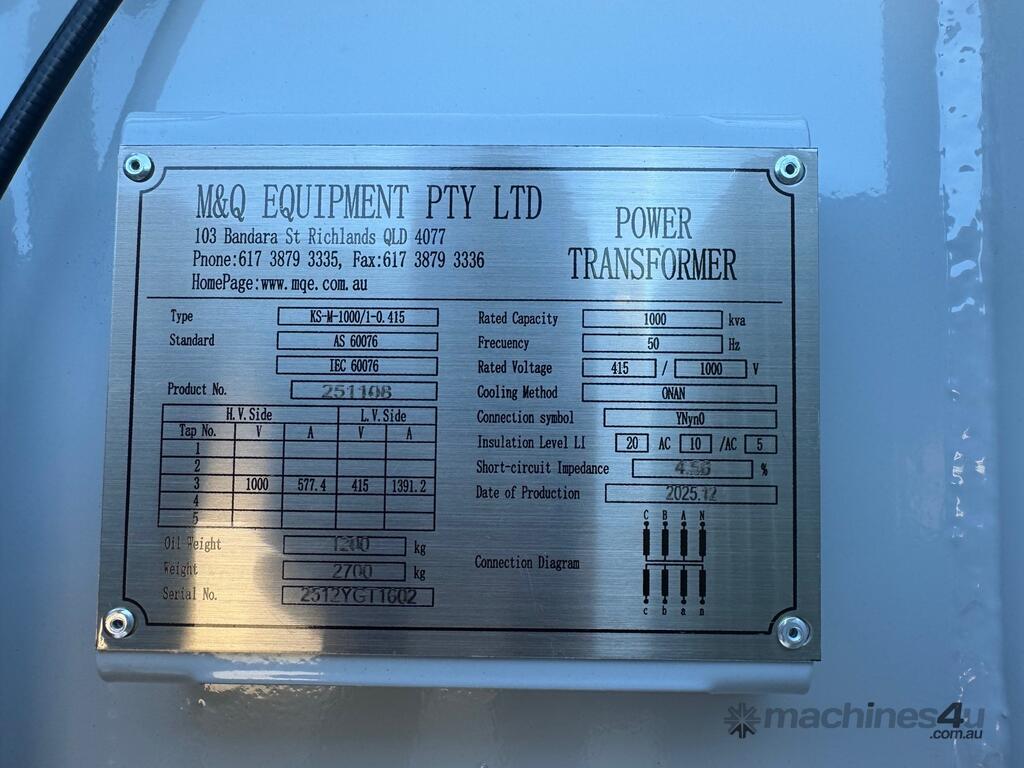 M&Q EQUIPMENT PTY LTD
103 Bandara St Richlands QLD 4077
Pnone:617 3879 3335, Fax:617 3879 3336
HomePage:www.mqe.com.au
POWER
TRANSFORMER
Type KS-M-1000/1-0.415
Standard AS 60076
IEC 60076
Product No. 251108
H.V.Side L.V.Side
Tap No. V A V A
1
2
3 1000 577.4 415 1391.2
4
5
Oil Weight 1200 kg
Weight 2700 kg
Serial No. 2512YGT1602
Rated Capacity 1000 kva
Frecuency 50 Hz
Rated Voltage 415 / 1000 V
Cooling Method ONAN
Connection symbol YNyn0
Insulation Level LI 20 AC 10 /AC 5
Short-circuit Impedance 4.56 %
Date of Production 2025.12
C B A N
Connection Diagram
c b a n
machines4u
.com.au